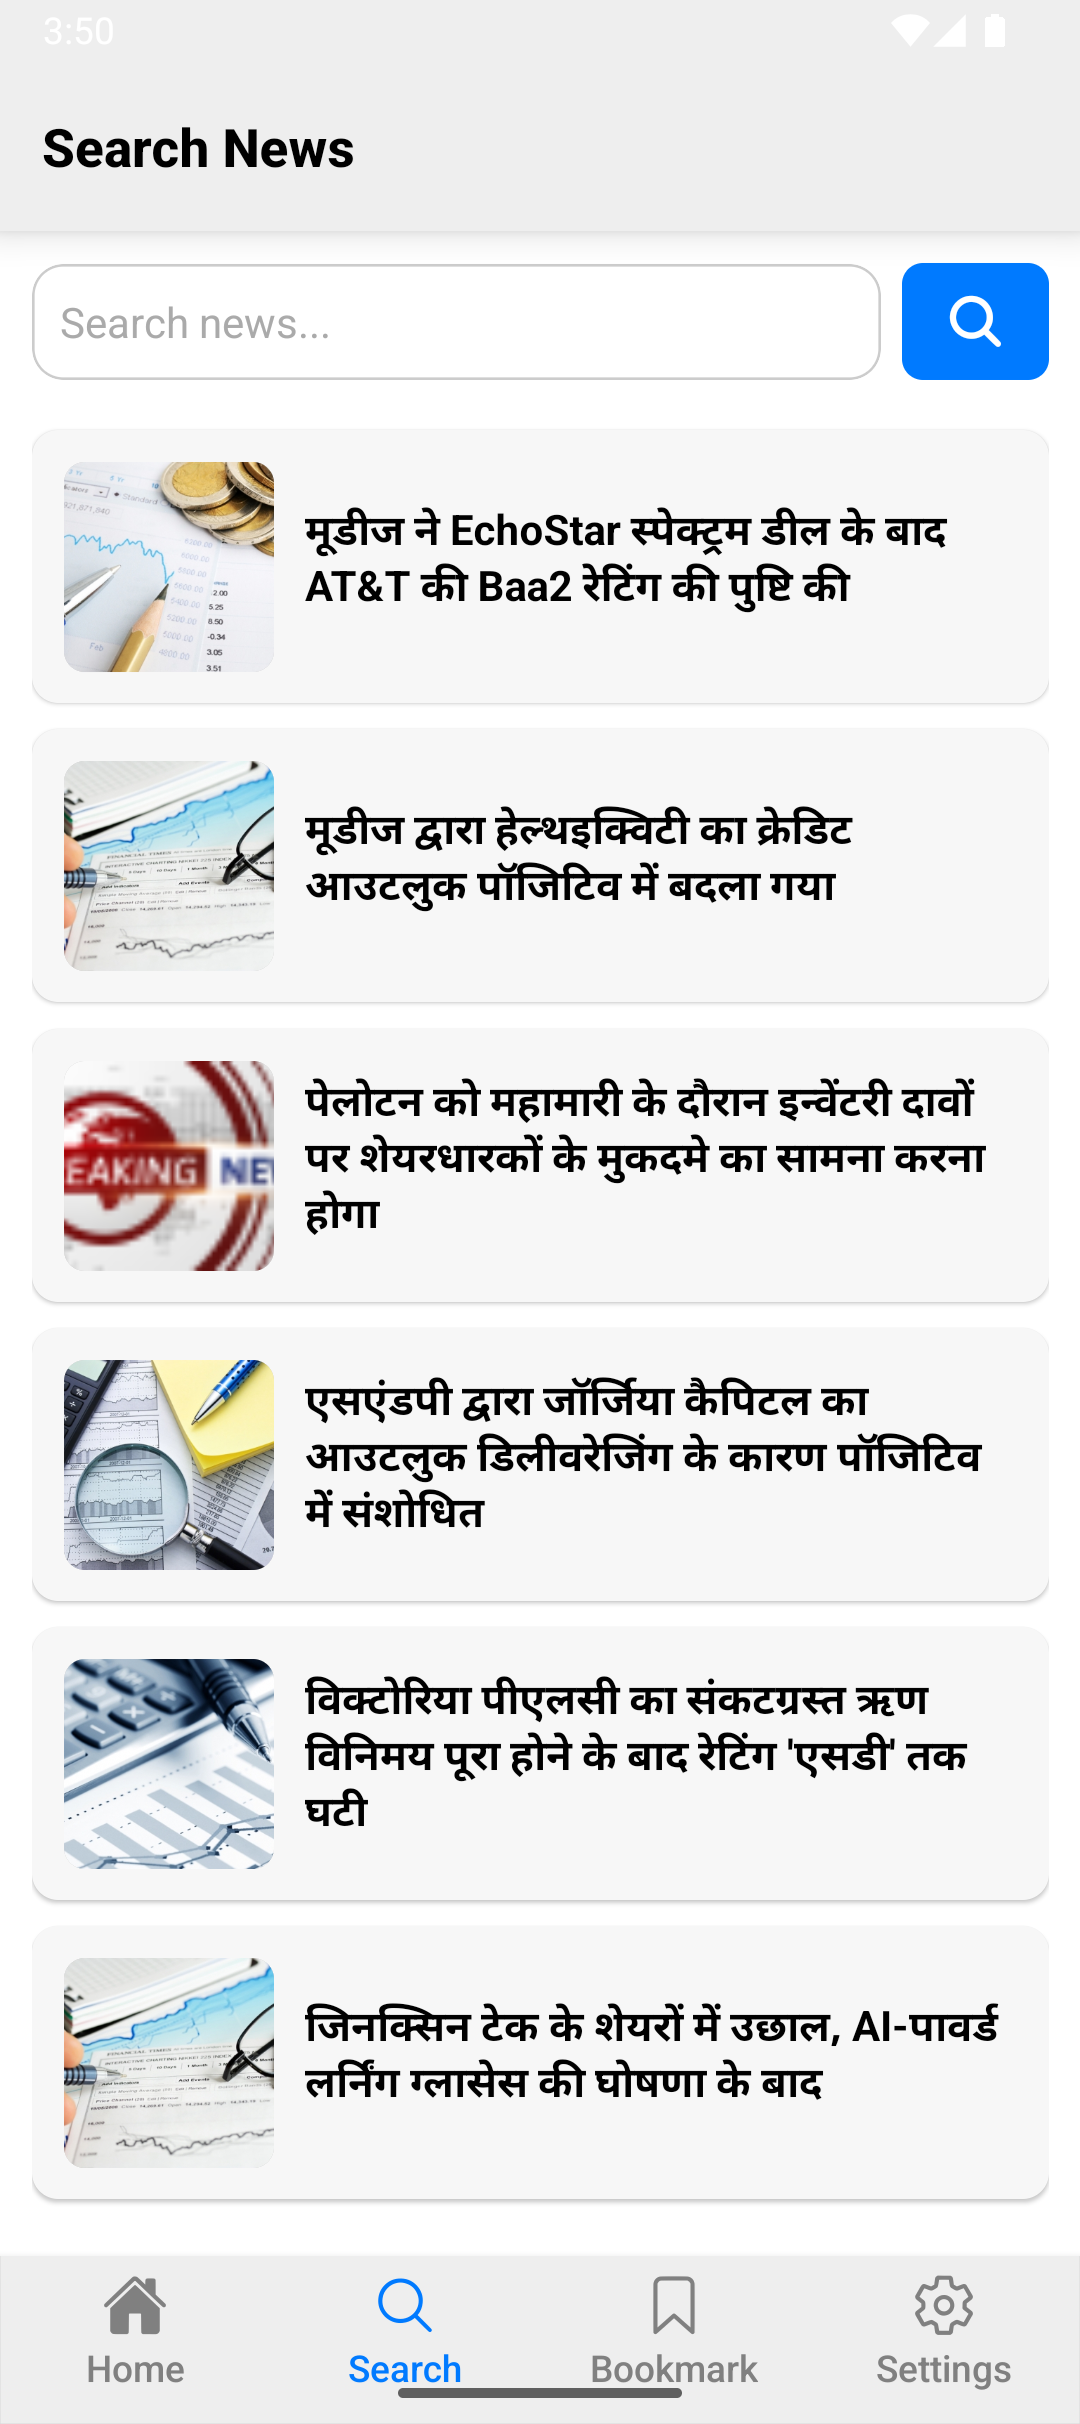 3:50
Search News
Search news...
मूडीज ने EchoStar स्पेक्ट्रम डील के बाद
AT&T की Baa2 रेटिंग की पुष्टि की
मूडीज द्वारा हेल्थइक्विटी का क्रेडिट
आउटलुक पॉजिटिव में बदला गया
EAKING NE
पेलोटन को महामारी के दौरान इन्वेंटरी दावों
पर शेयरधारकों के मुकदमे का सामना करना
होगा
एसएंडपी द्वारा जॉर्जिया कैपिटल का
आउटलुक डिलीवरेजिंग के कारण पॉजिटिव
में संशोधित
विक्टोरिया पीएलसी का संकटग्रस्त ऋण
विनिमय पूरा होने के बाद रेटिंग 'एसडी' तक
घटी
जिनक्सिन टेक के शेयरों में उछाल, AI-पावर्ड
लर्निंग ग्लासेस की घोषणा के बाद
Home
Search
Bookmark
Settings